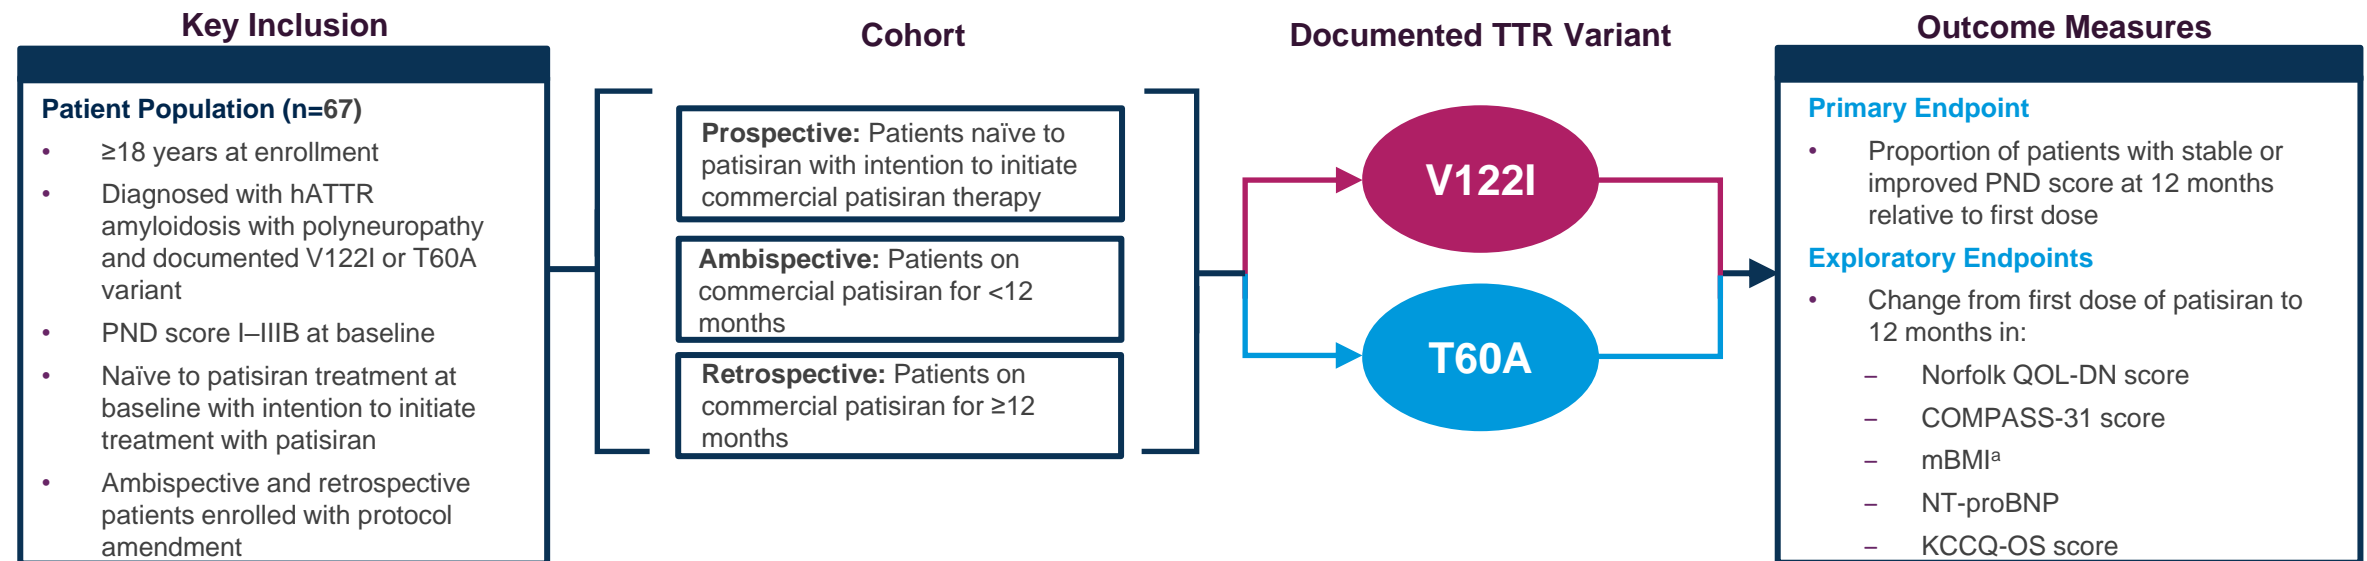 Key Inclusion
Patient Population (n=67)
• ≥18 years at enrollment
• Diagnosed with hATTR
amyloidosis with polyneuropathy
and documented V122I or T60A
variant
• PND score I–IIIB at baseline
• Naïve to patisiran treatment at
baseline with intention to initiate
treatment with patisiran
• Ambispective and retrospective
patients enrolled with protocol
amendment
Cohort
Prospective: Patients naïve to
patisiran with intention to initiate
commercial patisiran therapy
Ambispective: Patients on
commercial patisiran for <12
months
Retrospective: Patients on
commercial patisiran for ≥12
months
Documented TTR Variant
V122I
T60A
Outcome Measures
Primary Endpoint
• Proportion of patients with stable or
improved PND score at 12 months
relative to first dose
Exploratory Endpoints
• Change from first dose of patisiran to
12 months in:
– Norfolk QOL-DN score
– COMPASS-31 score
– mBMIᵃ
– NT-proBNP
– KCCQ-OS score